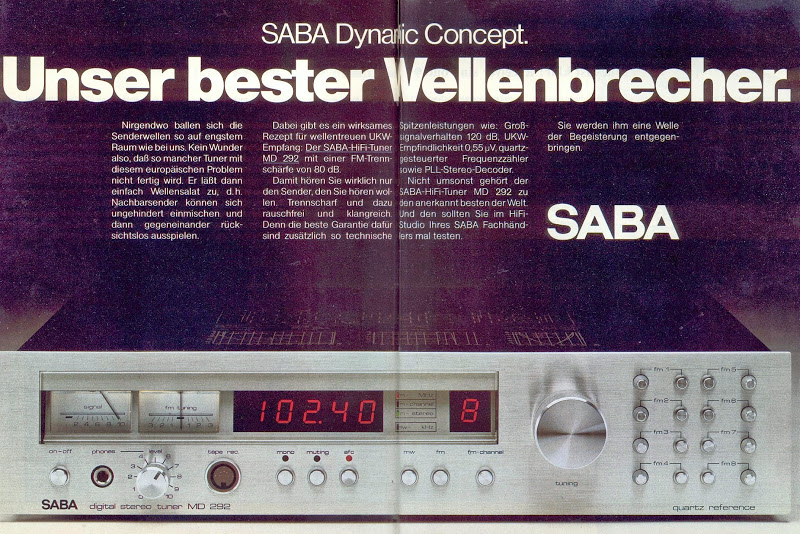 SABA Dynamic Concept.
Unser bester Wellenbrecher.
Nirgendwo ballen sich die
Senderwellen so auf engstem
Raum wie bei uns. Kein Wunder
also, daß so mancher Tuner mit
diesem europäischen Problem
nicht fertig wird. Er läßt dann
einfach Wellensalat zu, d.h.
Nachbarsender können sich
ungehindert einmischen und
dann gegeneinander rück-
sichtslos ausspielen.
Dabei gibt es ein wirksames
Rezept für wellentreuen UKW-
Empfang: Der SABA-HiFi-Tuner
MD 292 mit einer FM-Trenn-
schärfe von 80 dB.
Damit hören Sie wirklich nur
den Sender, den Sie hören wol-
len. Trennscharf und dazu
rauschfrei und klangreich.
Denn die beste Garantie dafür
sind zusätzlich so technische
Spitzenleistungen wie: Groß-
signalverhalten 120 dB, UKW-
Empfindlichkeit 0,55 µV, quartz-
gesteuerter Frequenzzähler
sowie PLL-Stereo-Decoder.
Nicht umsonst gehört der
SABA-HiFi-Tuner MD 292 zu
den anerkannt besten der Welt.
Und den sollten Sie im HiFi-
Studio Ihres SABA Fachhänd-
lers mal testen.
Sie werden ihm eine Welle
der Begeisterung entgegen-
bringen.
SABA
signal
fm tuning
102.40
MHz
fm-channel
fm-stereo
mw kHz
8
on-off
phones
level
0
10
tape rec
mono
muting
afc
mw
fm
fm-channel
tuning
fm 1
fm 5
fm 2
fm 6
fm 3
fm 7
fm 4
fm 8
SABA digital stereo tuner MD 292
quartz reference